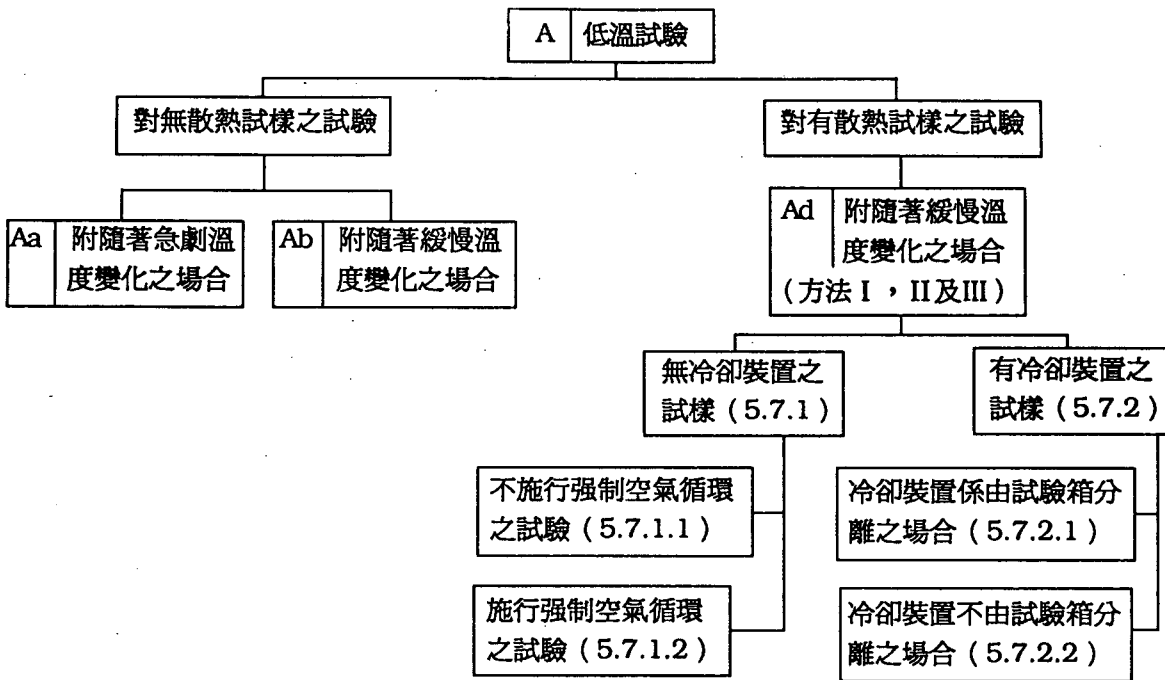 A 低溫試驗
對無散熱試樣之試驗
對有散熱試樣之試驗
Aa 附隨著急劇溫
度變化之場合
Ab 附隨著緩慢溫
度變化之場合
Ad 附隨著緩慢溫
度變化之場合
(方法 I,II及III)
無冷卻裝置之
試樣(5.7.1)
有冷卻裝置之
試樣(5.7.2)
不施行强制空氣循環
之試驗(5.7.1.1)
冷卻裝置係由試驗箱分
離之場合(5.7.2.1)
施行强制空氣循環
之試驗(5.7.1.2)
冷卻裝置不由試驗箱分
離之場合(5.7.2.2)